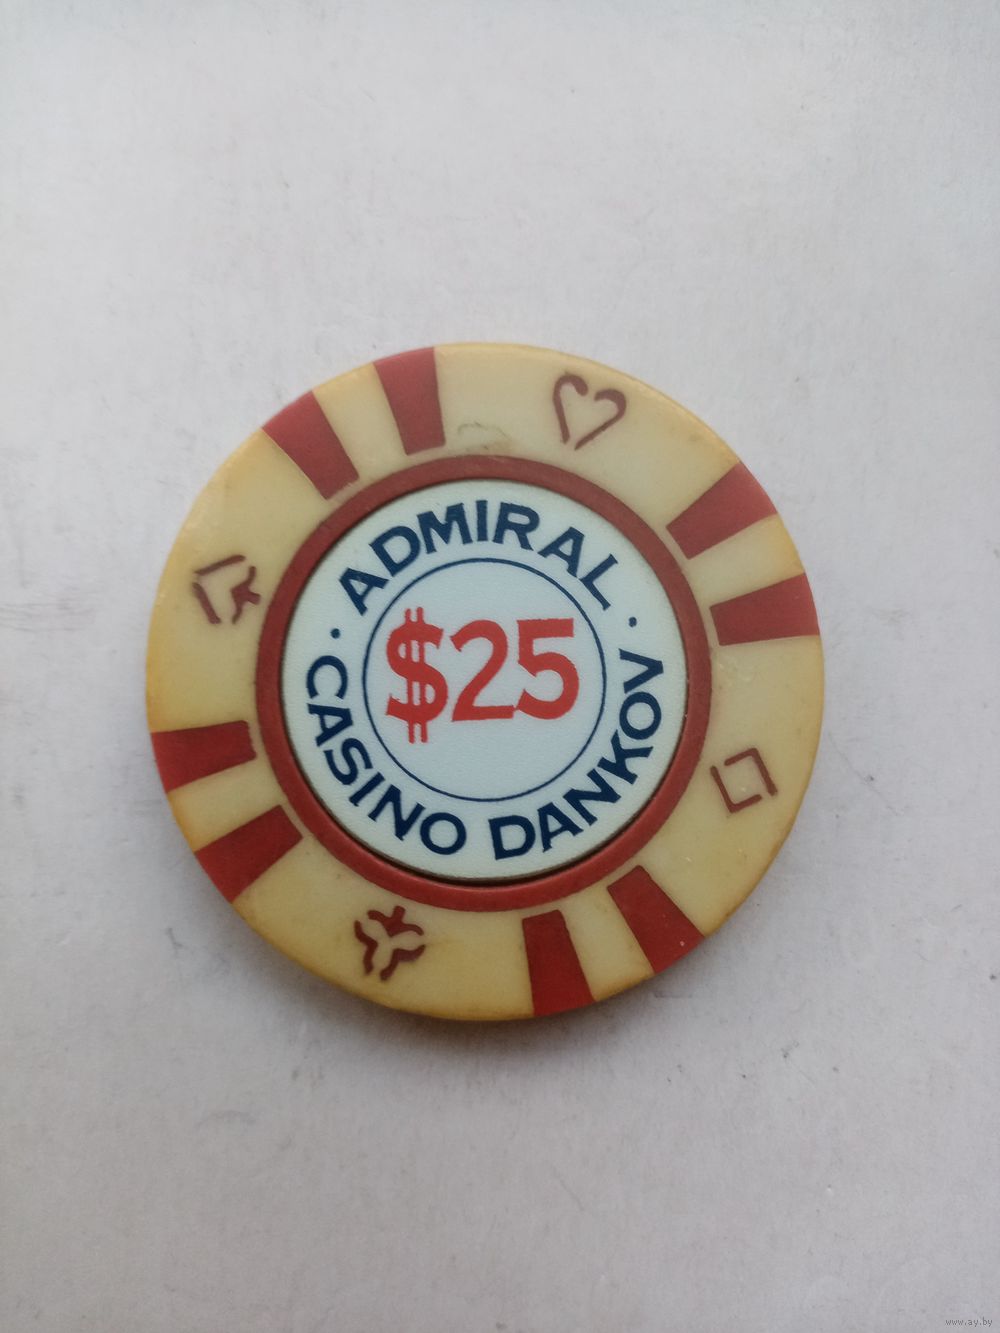 · ADMIRAL ·
$25
CASINO DANKOV
www.ay.by